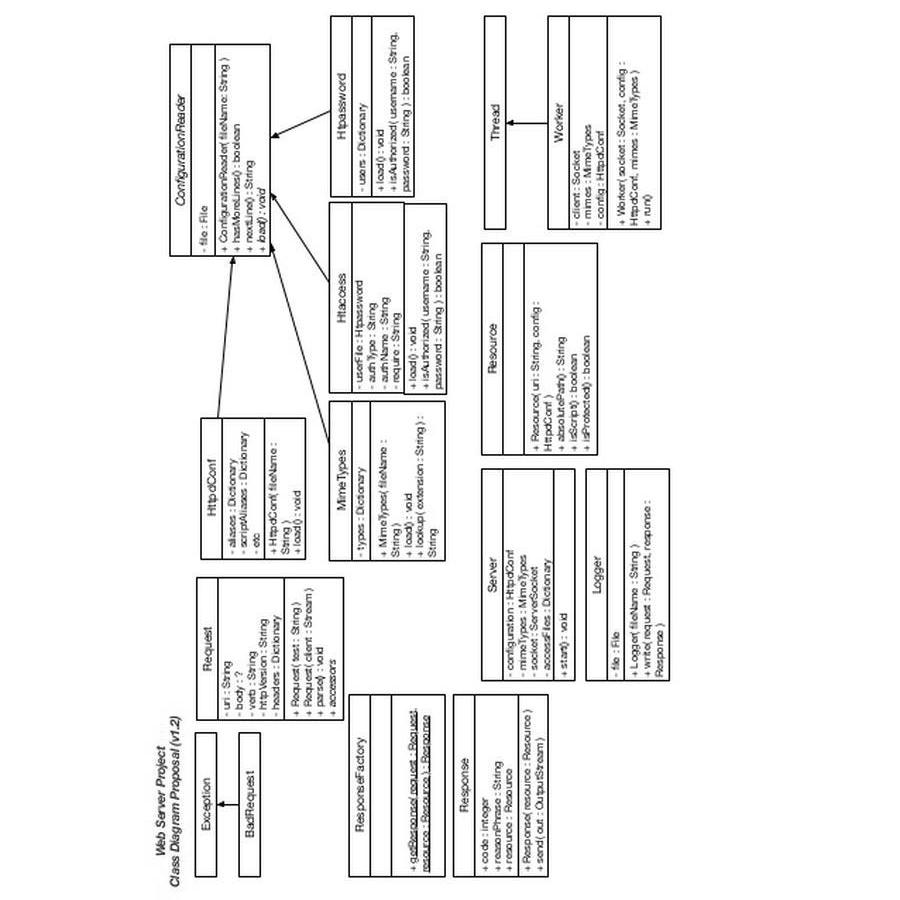 Web Server Project
Class Diagram Proposal (v1.2)
Exception
BadRequest
Request
- uri : String
- body : ?
- verb : String
- httpVersion : String
- headers : Dictionary
+ Request( test : String )
+ Request( client : Stream )
+ parse() : void
+ accessors
HttpdConf
- aliases : Dictionary
- scriptAliases : Dictionary
- etc
+ HttpdConf( fileName :
String )
+ load() : void
ConfigurationReader
- file : File
+ ConfigurationReader( fileName: String )
+ hasMoreLines() : boolean
+ nextLine() : String
+ load() : void
ResponseFactory
+ getResponse( request : Request,
resource : Resource ) : Response
MimeTypes
- types : Dictionary
+ MimeTypes( fileName :
String )
+ load() : void
+ lookup( extension : String ) :
String
Htaccess
- userFile : Htpassword
- authType : String
- authName : String
- require : String
+ load() : void
+ isAuthorized( username : String,
password : String ) : boolean
Htpassword
- users : Dictionary
+ load() : void
+ isAuthorized( username : String,
password : String ) : boolean
Response
+ code : integer
+ reasonPhrase : String
+ resource : Resource
+ Response( resource : Resource )
+ send( out : OutputStream )
Server
- configuration : HttpdConf
- mimeTypes : MimeTypes
- socket : ServerSocket
- accessFiles : Dictionary
+ start() : void
Logger
- file : File
+ Logger( fileName : String )
+ write( request : Request, response :
Response )
Resource
+ Resource( uri : String, config :
HttpdConf )
+ absolutePath() : String
+ isScript() : boolean
+ isProtected() : boolean
Thread
Worker
- client : Socket
- mimes : MimeTypes
- config : HttpdConf
+ Worker( socket : Socket, config :
HttpdConf, mimes : MimeTypes )
+ run()